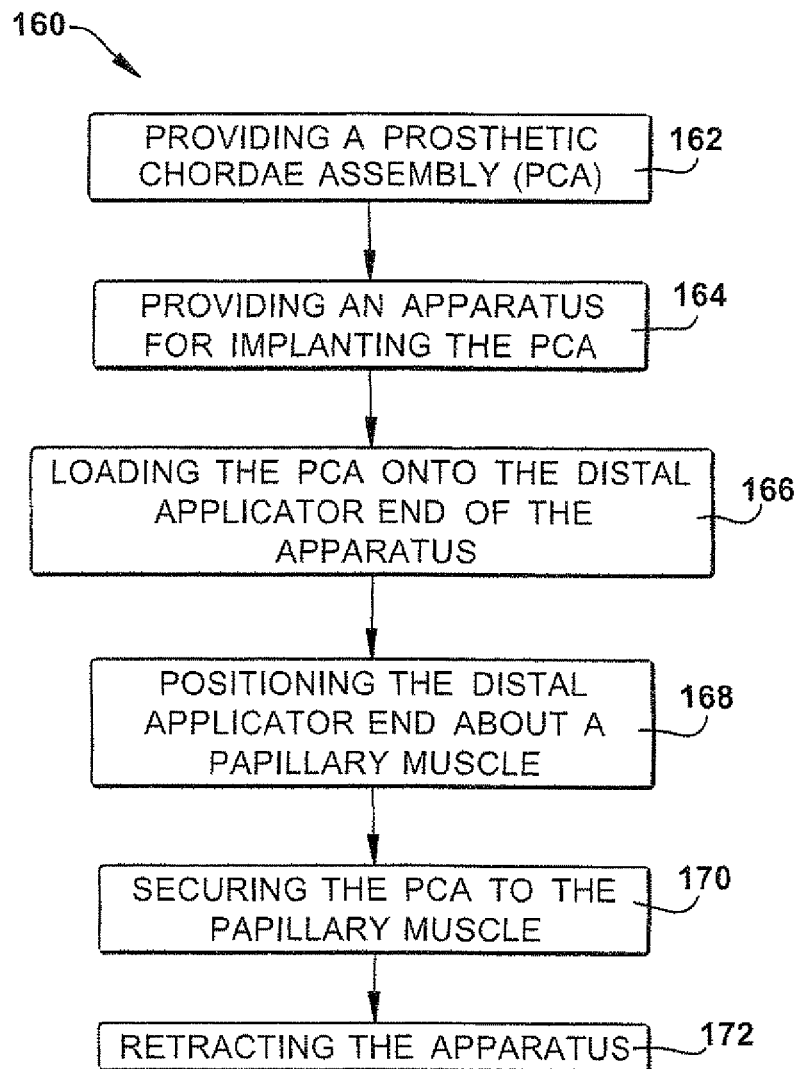 160
PROVIDING A PROSTHETIC
CHORDAE ASSEMBLY (PCA)
162
PROVIDING AN APPARATUS
FOR IMPLANTING THE PCA
164
LOADING THE PCA ONTO THE DISTAL
APPLICATOR END OF THE
APPARATUS
166
POSITIONING THE DISTAL
APPLICATOR END ABOUT A
PAPILLARY MUSCLE
168
SECURING THE PCA TO THE
PAPILLARY MUSCLE
170
RETRACTING THE APPARATUS
172